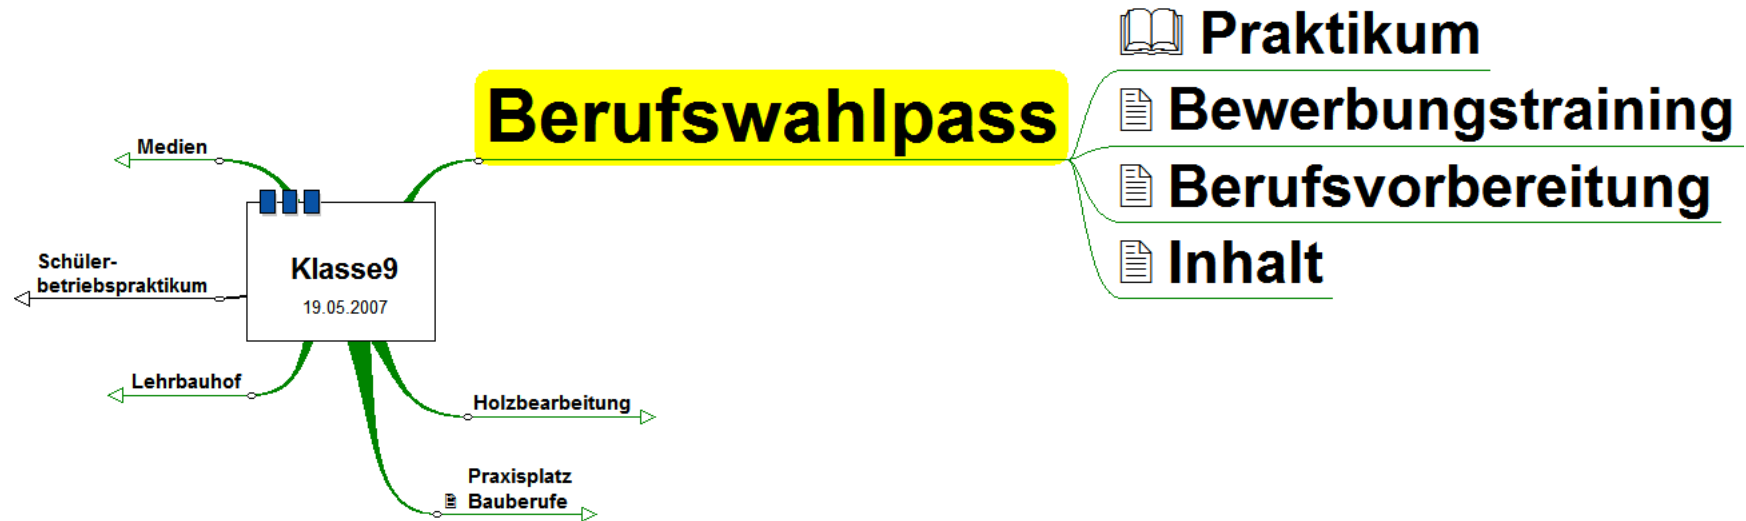 Praktikum
Berufswahlpass
Bewerbungstraining
Berufsvorbereitung
Inhalt
Medien
Schüler-
betriebspraktikum
Klasse9
19.05.2007
Lehrbauhof
Holzbearbeitung
Praxisplatz
Bauberufe